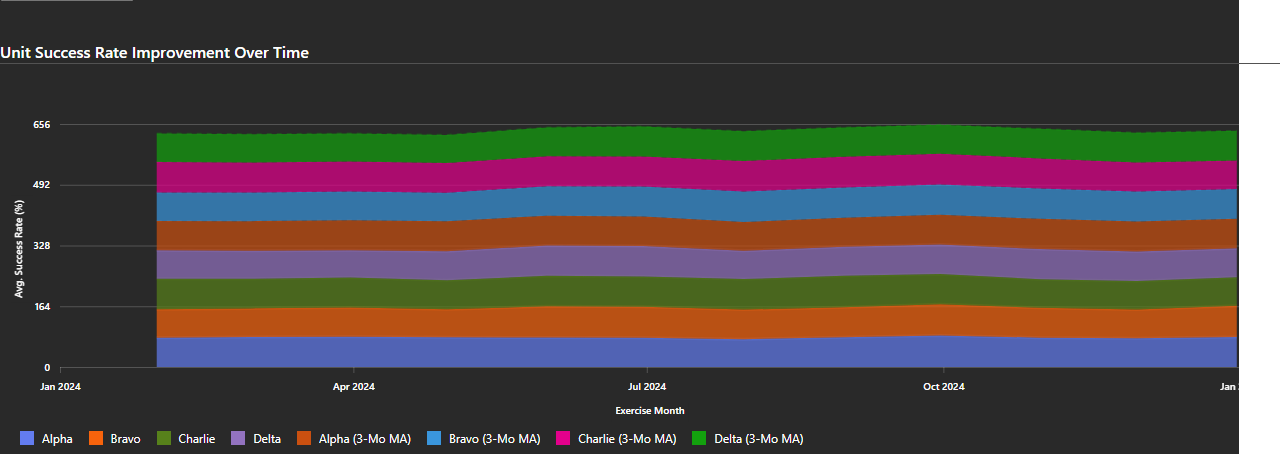 Unit Success Rate Improvement Over Time
656
492
328
164
0
Avg. Success Rate (%)
Jan 2024 Apr 2024 Jul 2024 Oct 2024 Jan
Exercise Month
Alpha Bravo Charlie Delta Alpha (3-Mo MA) Bravo (3-Mo MA) Charlie (3-Mo MA) Delta (3-Mo MA)